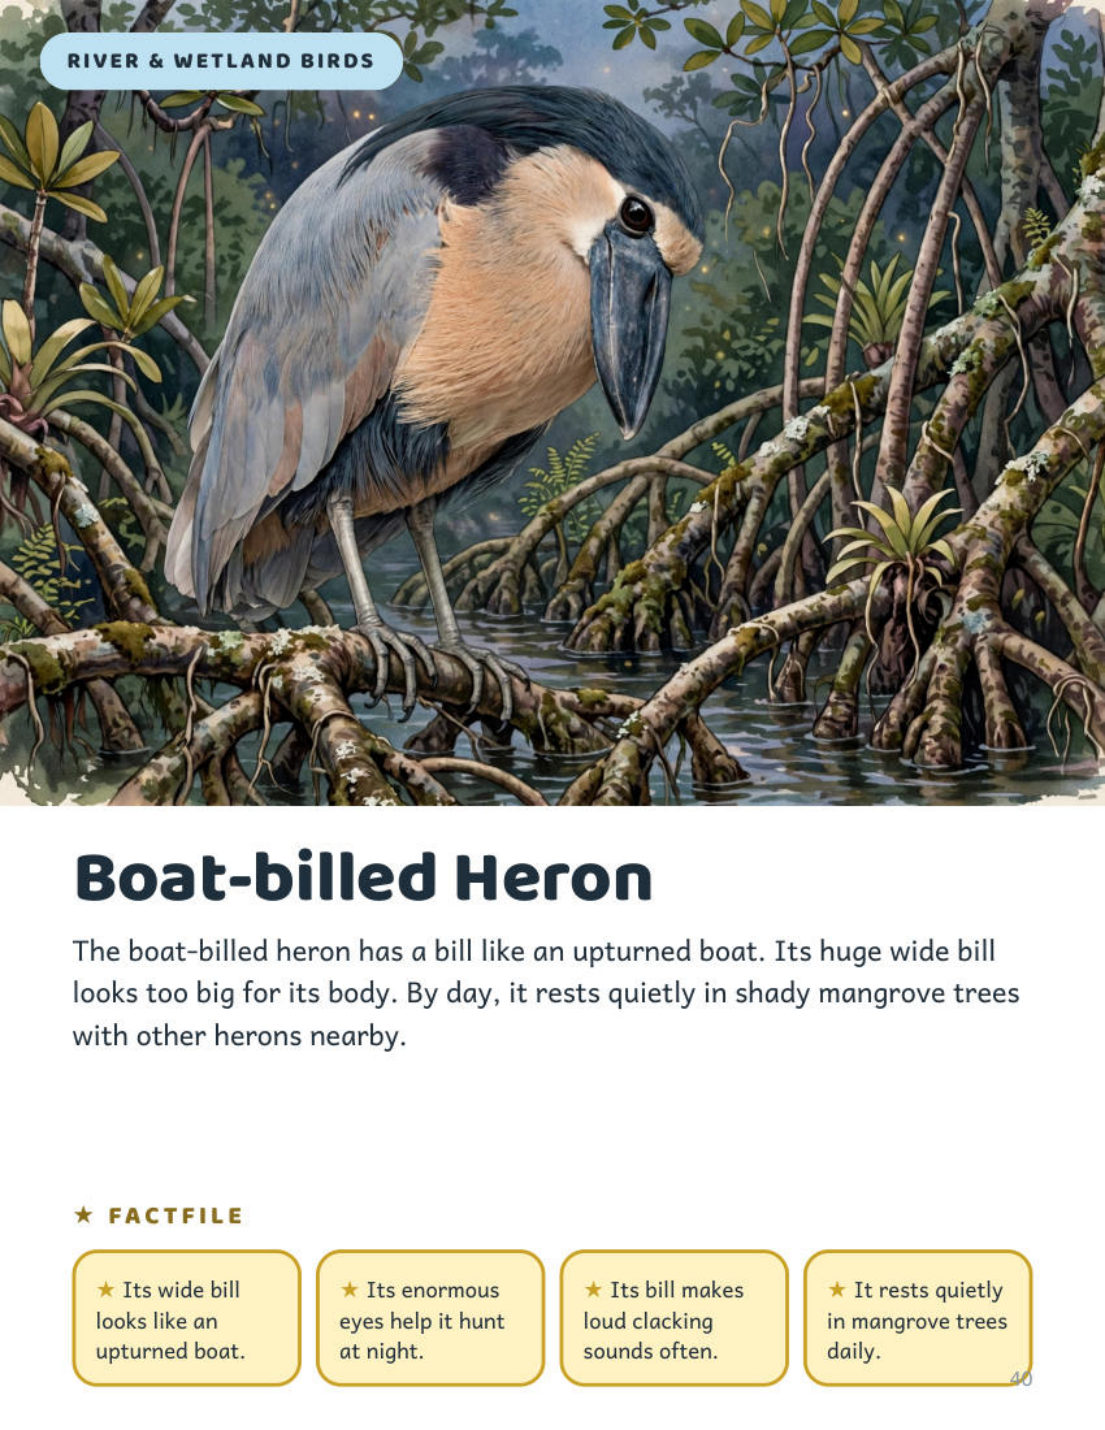 RIVER & WETLAND BIRDS
Boat-billed Heron
The boat-billed heron has a bill like an upturned boat. Its huge wide bill
looks too big for its body. By day, it rests quietly in shady mangrove trees
with other herons nearby.
★ FACTFILE
★ Its wide bill
looks like an
upturned boat.
★ Its enormous
eyes help it hunt
at night.
★ Its bill makes
loud clacking
sounds often.
★ It rests quietly
in mangrove trees
daily.
40